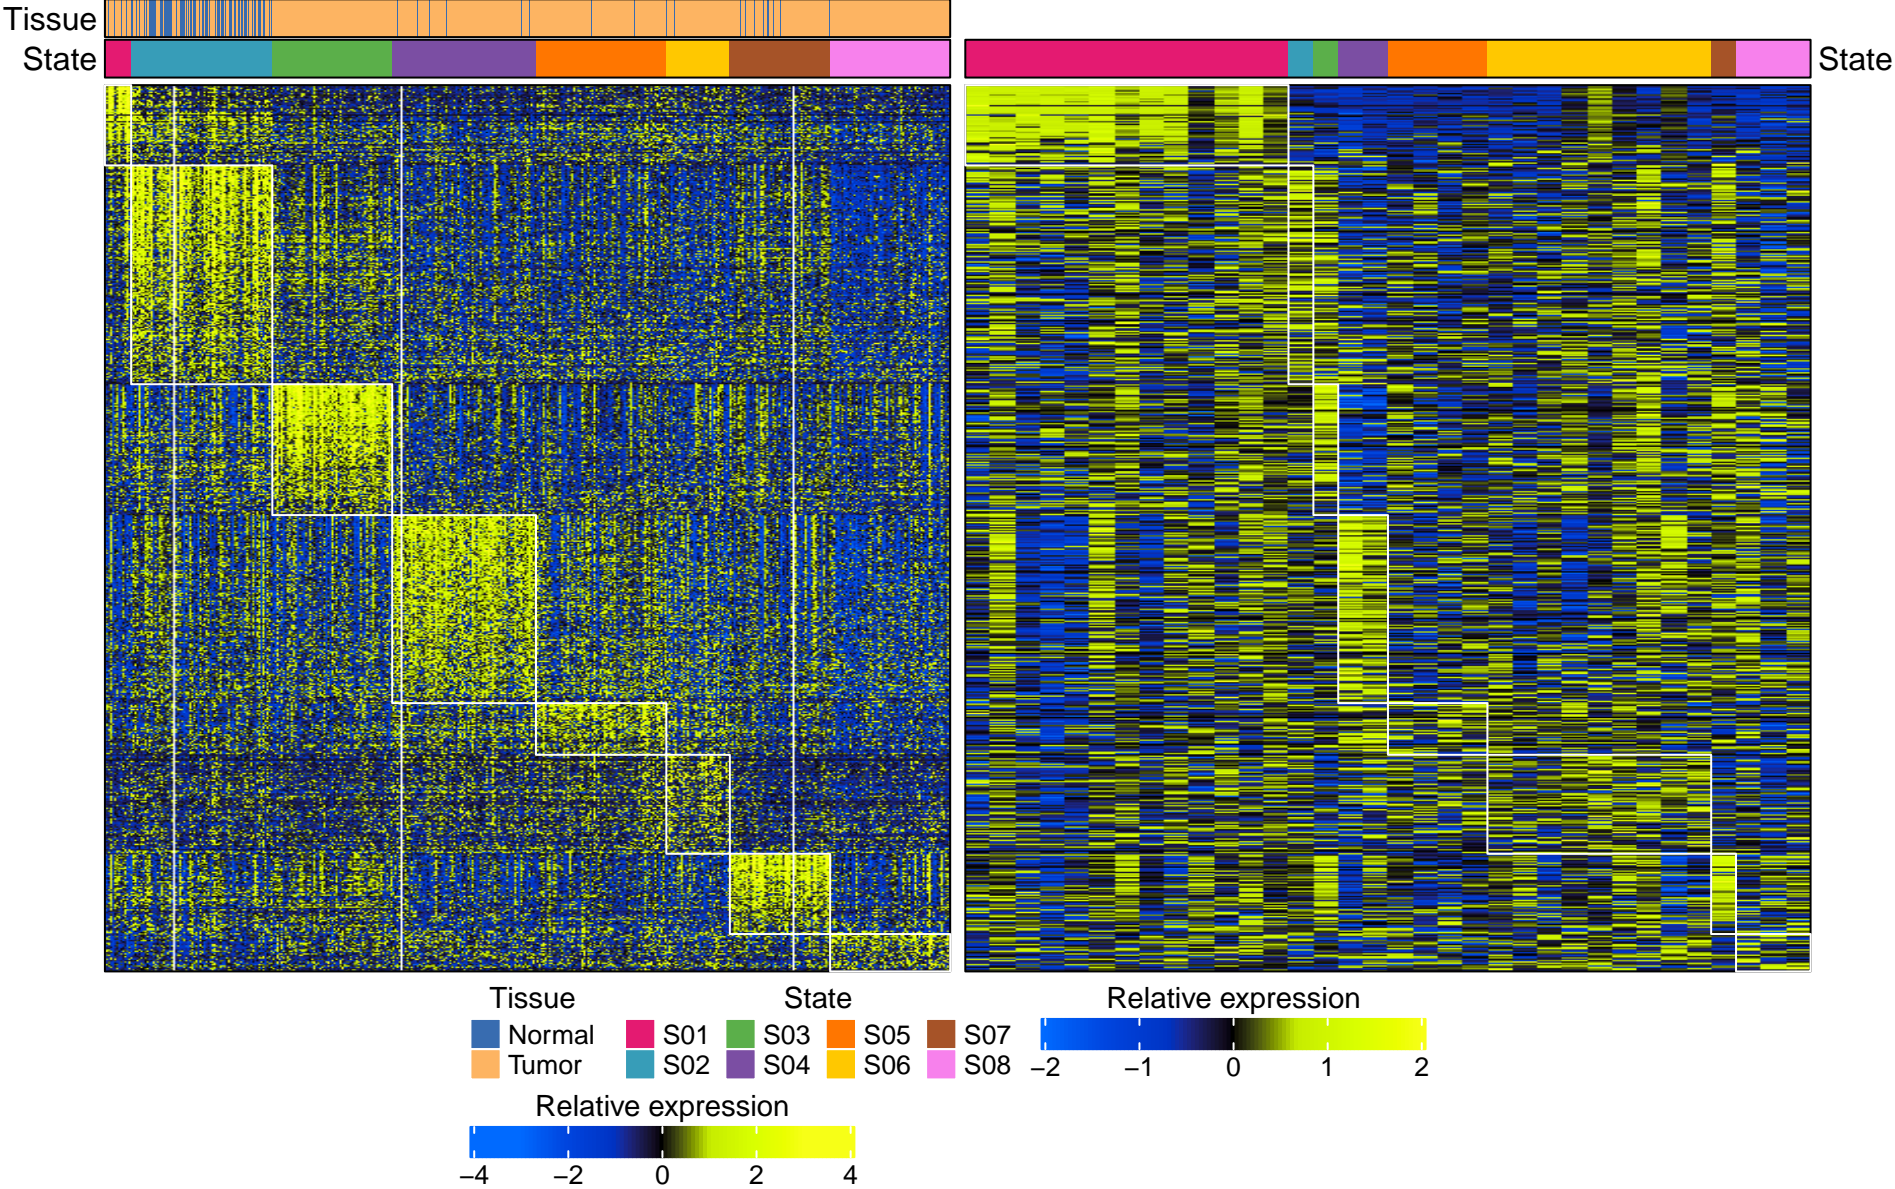 Tissue
State
State
Tissue
State
Relative expression
Normal
S01
S03
S05
S07
Tumor
S02
S04
S06
S08
−2 −1 0 1 2
Relative expression
−4 −2 0 2 4